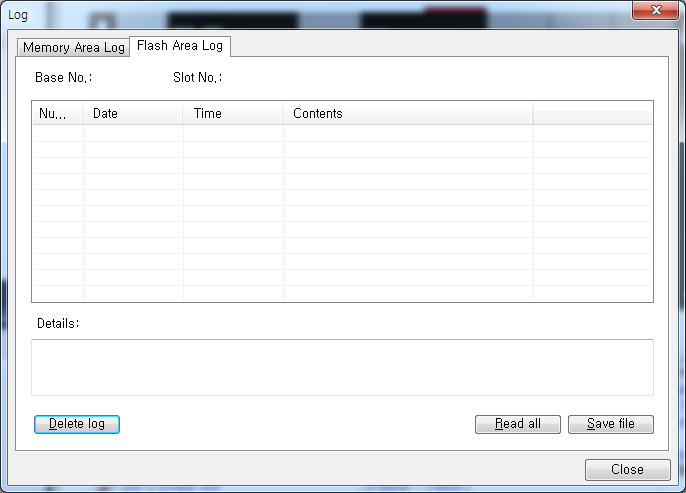 Log
Memory Area Log Flash Area Log
Base No.: Slot No.:
Nu... Date Time Contents
Details:
Delete log Read all Save file
Close